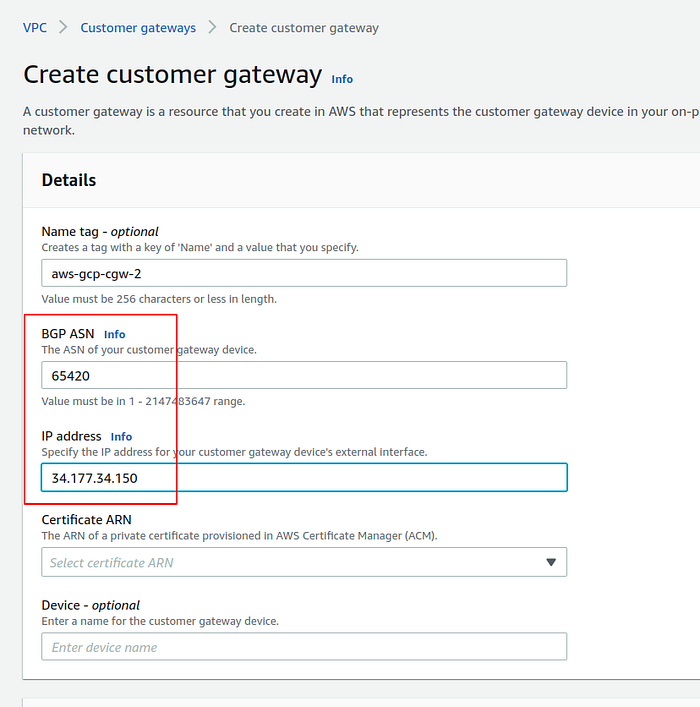 VPC > Customer gateways > Create customer gateway
Create customer gateway Info
A customer gateway is a resource that you create in AWS that represents the customer gateway device in your on-p
network.
Details
Name tag - optional
Creates a tag with a key of 'Name' and a value that you specify.
aws-gcp-cgw-2
Value must be 256 characters or less in length.
BGP ASN Info
The ASN of your customer gateway device.
65420
Value must be in 1 - 2147483647 range.
IP address Info
Specify the IP address for your customer gateway device's external interface.
34.177.34.150
Certificate ARN
The ARN of a private certificate provisioned in AWS Certificate Manager (ACM).
Select certificate ARN
Device - optional
Enter a name for the customer gateway device.
Enter device name